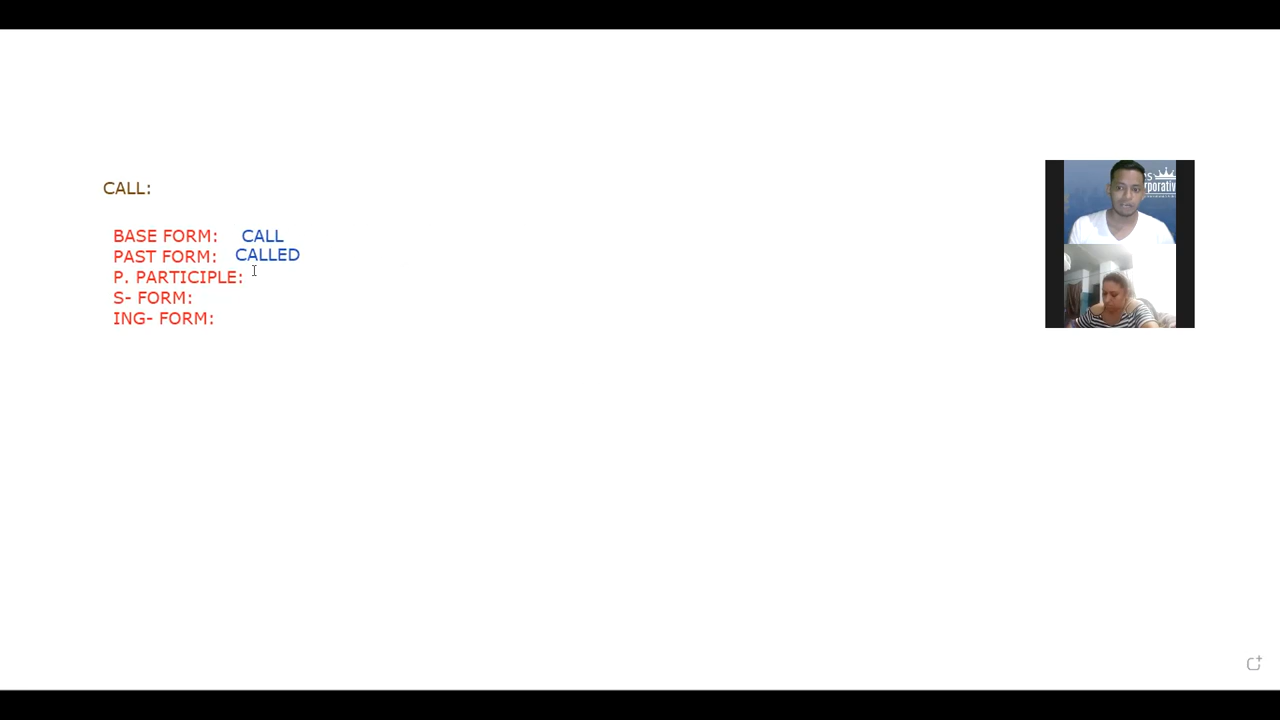 CALL:
BASE FORM: CALL
PAST FORM: CALLED
P. PARTICIPLE:
S- FORM:
ING- FORM: